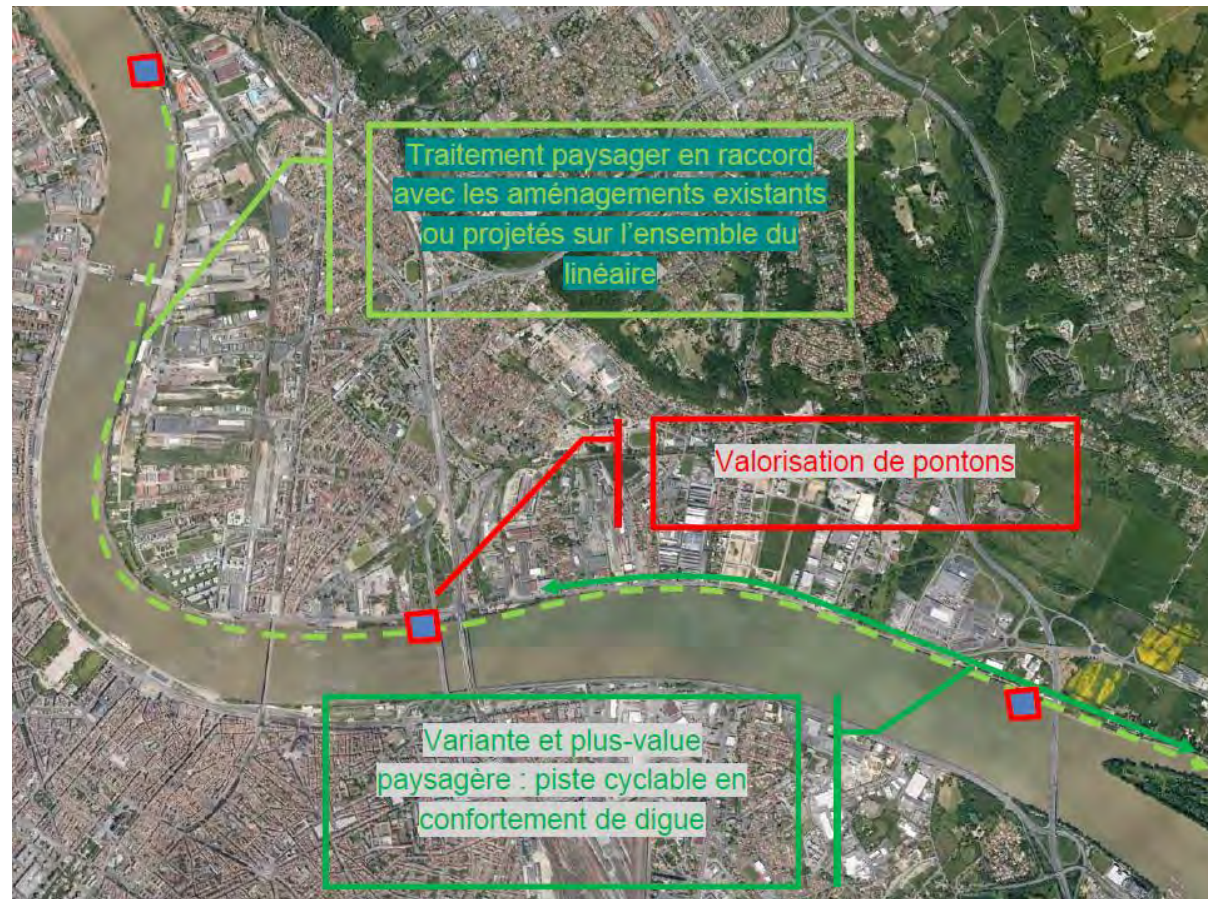 Traitement paysager en raccord
avec les aménagements existants
ou projetés sur l'ensemble du
linéaire
Valorisation de pontons
Variante et plus-value
paysagère : piste cyclable en
confortement de digue